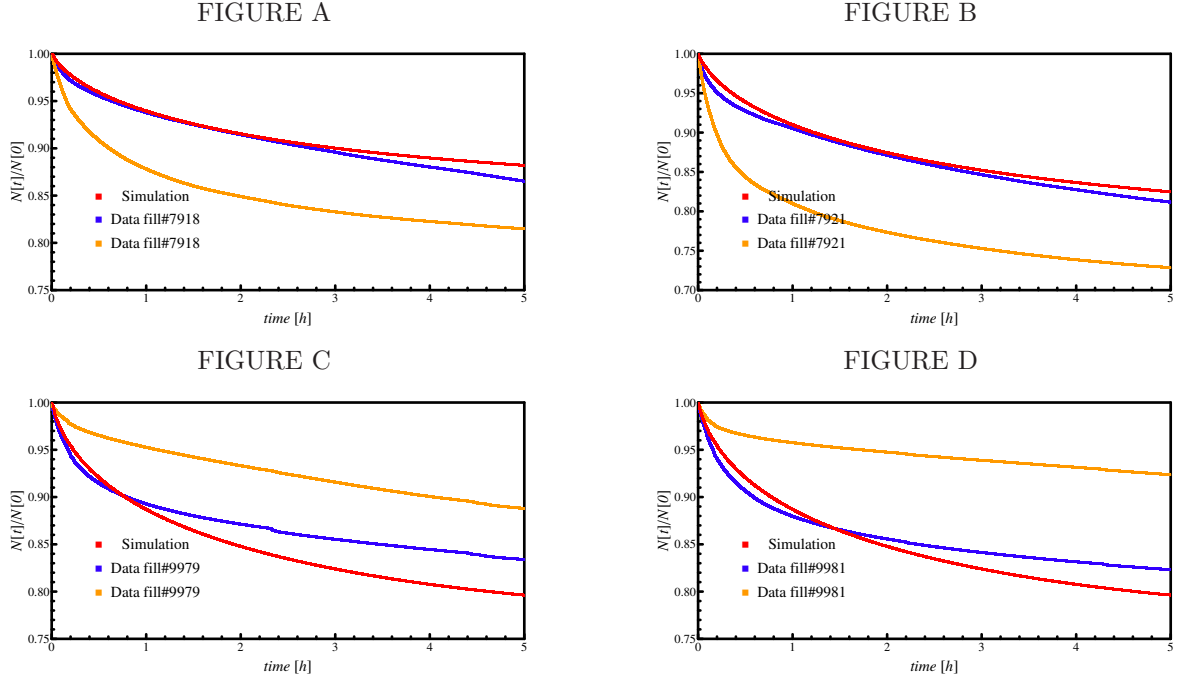 FIGURE A
N[t]/N[0]
1.00
0.95
0.90
0.85
0.80
0.75
Simulation
Data fill#7918
Data fill#7918
0 1 2 3 4 5
time [h]
FIGURE B
N[t]/N[0]
1.00
0.95
0.90
0.85
0.80
0.75
0.70
Simulation
Data fill#7921
Data fill#7921
0 1 2 3 4 5
time [h]
FIGURE C
N[t]/N[0]
1.00
0.95
0.90
0.85
0.80
0.75
Simulation
Data fill#9979
Data fill#9979
0 1 2 3 4 5
time [h]
FIGURE D
N[t]/N[0]
1.00
0.95
0.90
0.85
0.80
0.75
Simulation
Data fill#9981
Data fill#9981
0 1 2 3 4 5
time [h]